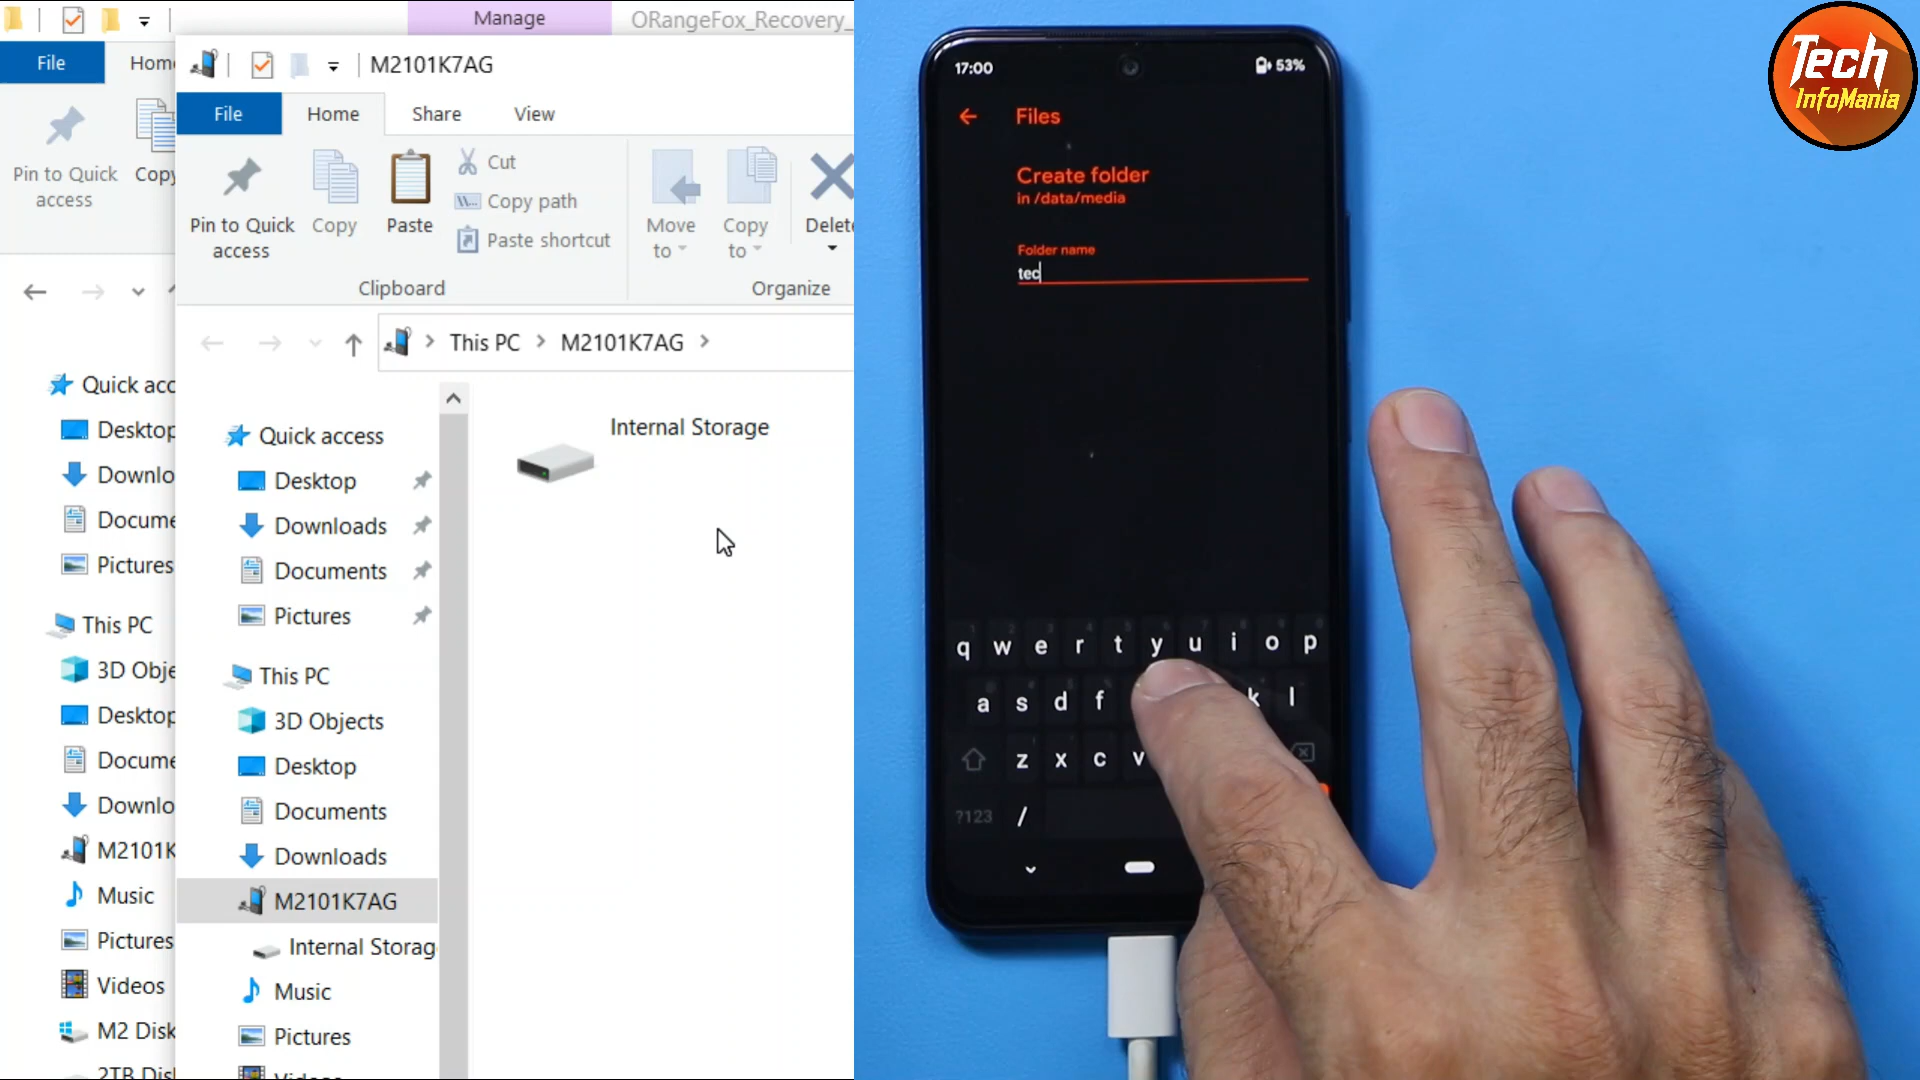 Manage
ORangeFox_Recovery_
File
Hom
Pin to Quick
access
Copy
M2101K7AG
File
Home
Share
View
Pin to Quick
access
Copy
Paste
Cut
Copy path
Paste shortcut
Clipboard
Move
to
Copy
to
Delete
Organize
This PC
M2101K7AG
Quick acc
Desktop
Downlo
Docume
Pictures
This PC
3D Obje
Desktop
Docume
Downlo
M2101K
Music
Pictures
Videos
M2 Disk
2TB Dis
Quick access
Desktop
Downloads
Documents
Pictures
This PC
3D Objects
Desktop
Documents
Downloads
M2101K7AG
Internal Storag
Music
Pictures
Videos
Internal Storage
17:00
53%
Files
Create folder
in /data/media
Folder name
tec
q w e r t y u i o p
a s d f k l
z x c v
?123 /
Tech
InfoMania